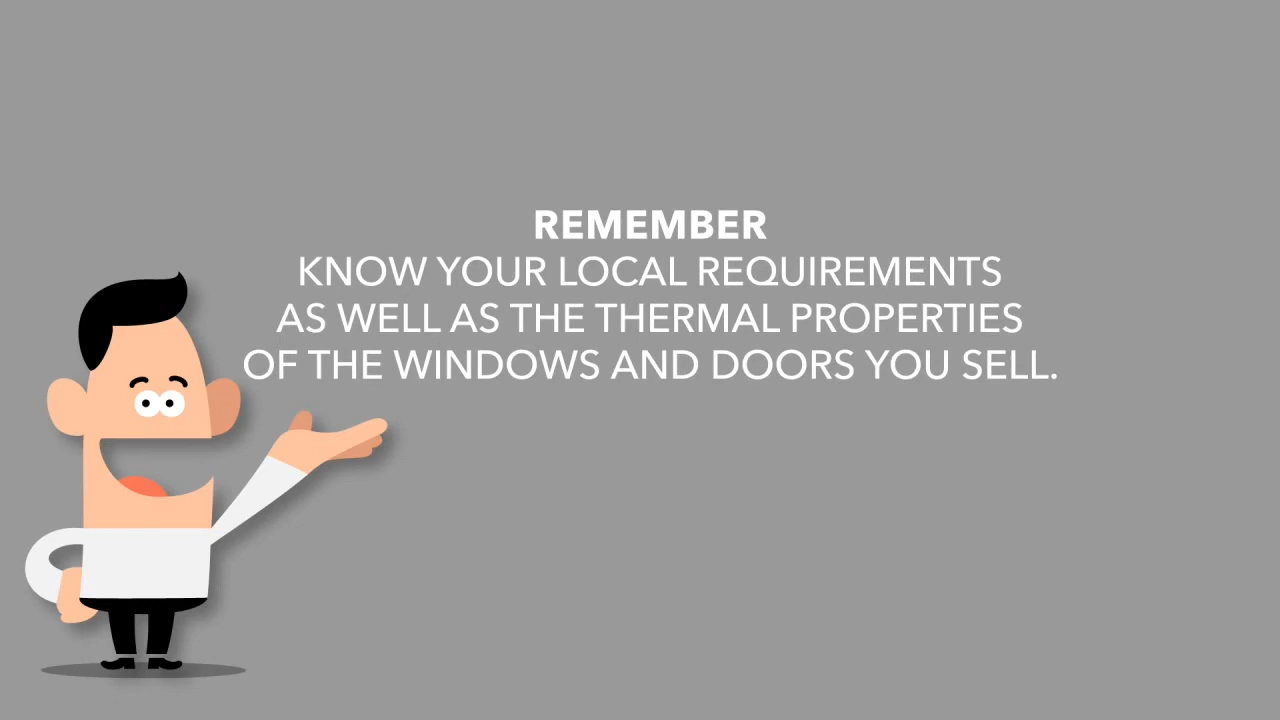 REMEMBER
KNOW YOUR LOCAL REQUIREMENTS
AS WELL AS THE THERMAL PROPERTIES
OF THE WINDOWS AND DOORS YOU SELL.